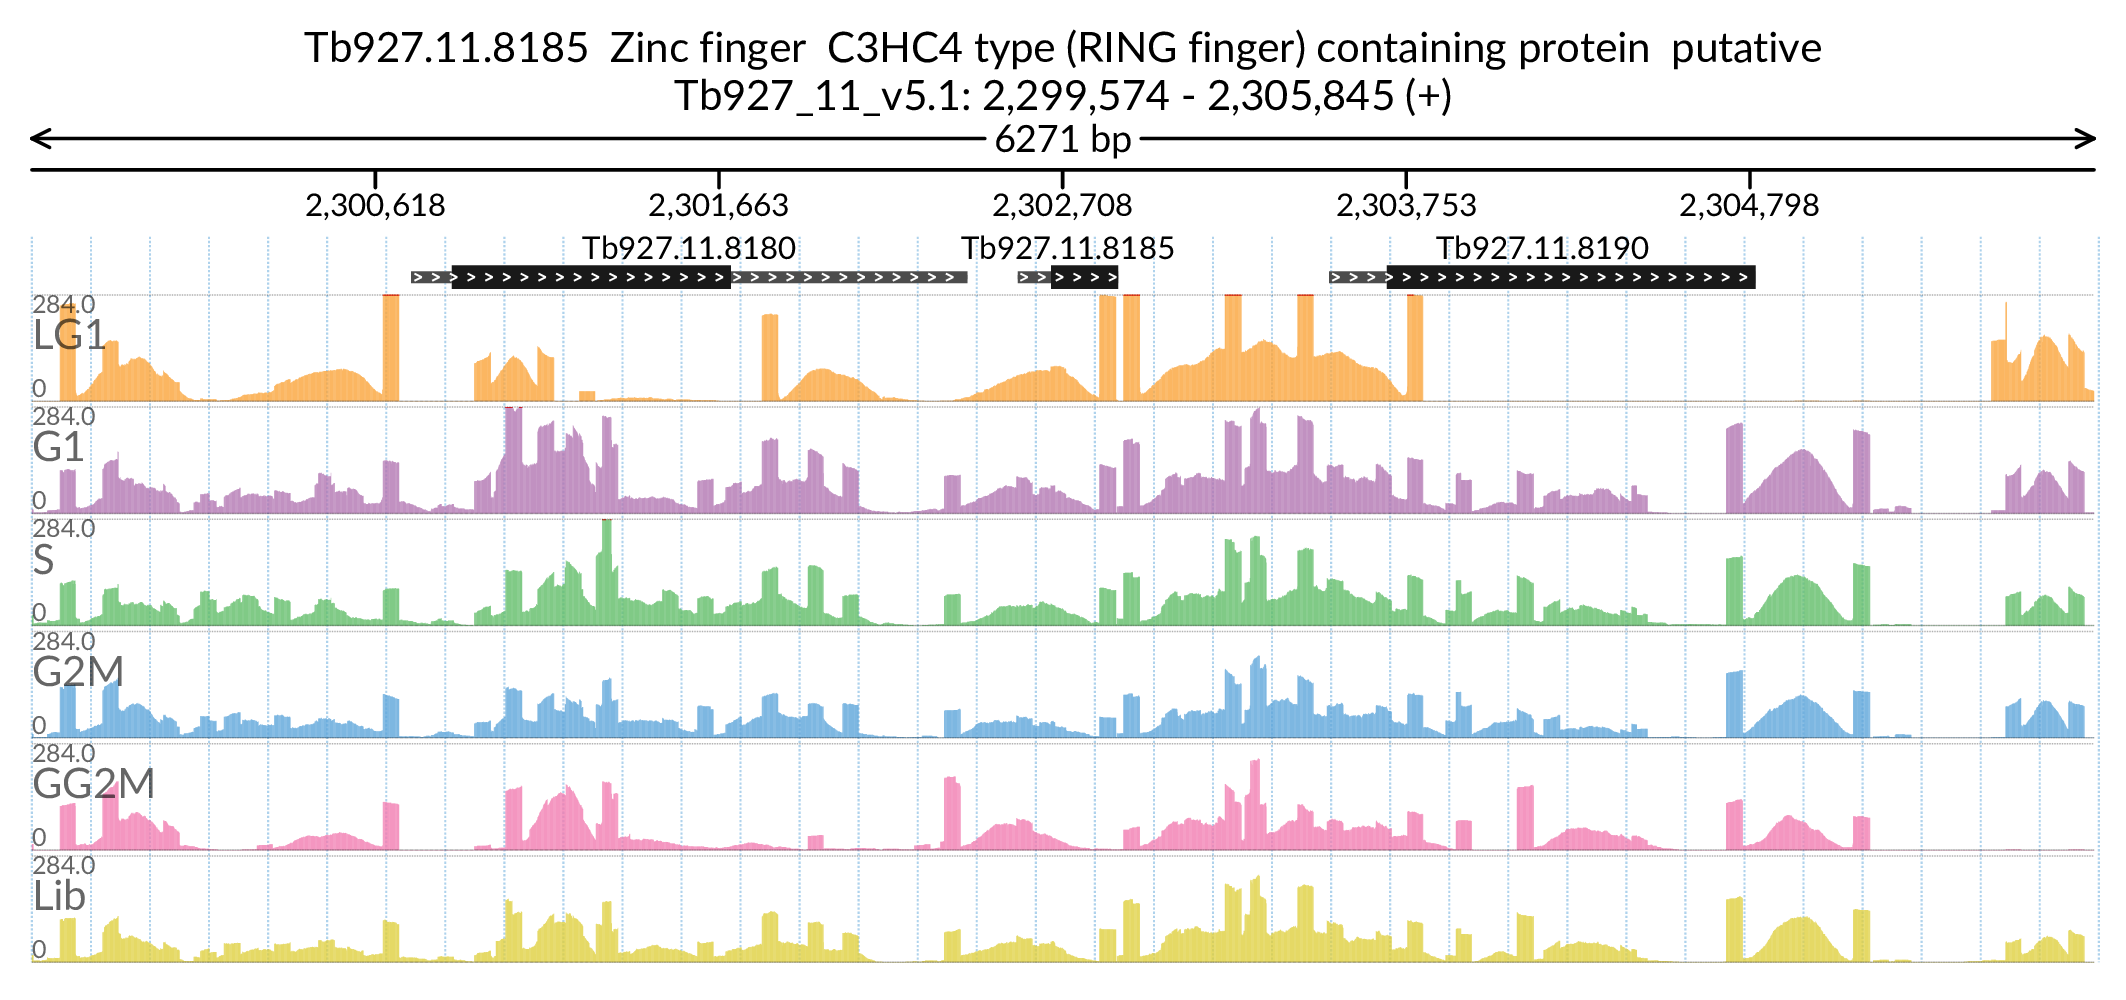 Tb927.11.8185 Zinc finger C3HC4 type (RING finger) containing protein putative
Tb927_11_v5.1: 2,299,574 - 2,305,845 (+)
6271 bp
2,300,618 2,301,663 2,302,708 2,303,753 2,304,798
Tb927.11.8180 Tb927.11.8185 Tb927.11.8190
284.0
LG1
0
284.0
G1
0
284.0
S
0
284.0
G2M
0
284.0
GG2M
0
284.0
Lib
0